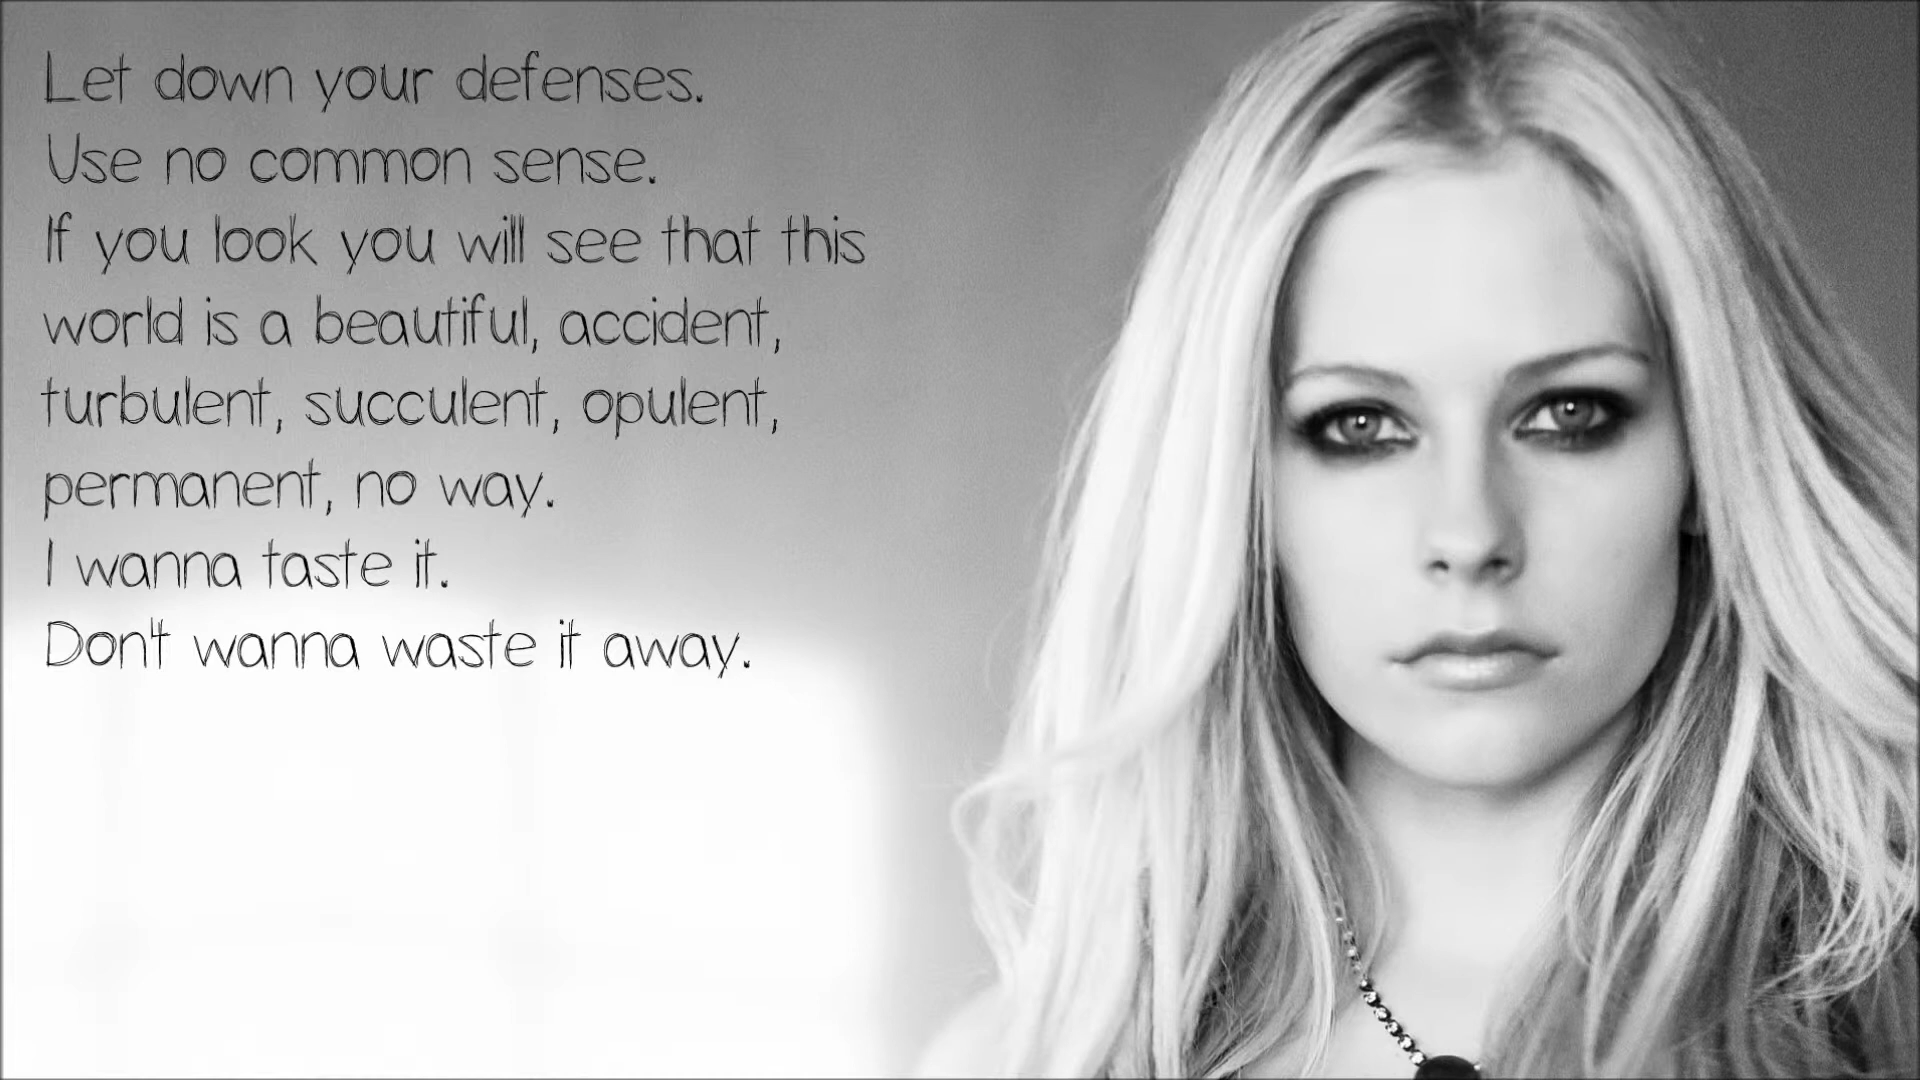 Let down your defenses.
Use no common sense.
If you look you will see that this
world is a beautiful, accident,
turbulent, succulent, opulent,
permanent, no way.
I wanna taste it.
Don't wanna waste it away.